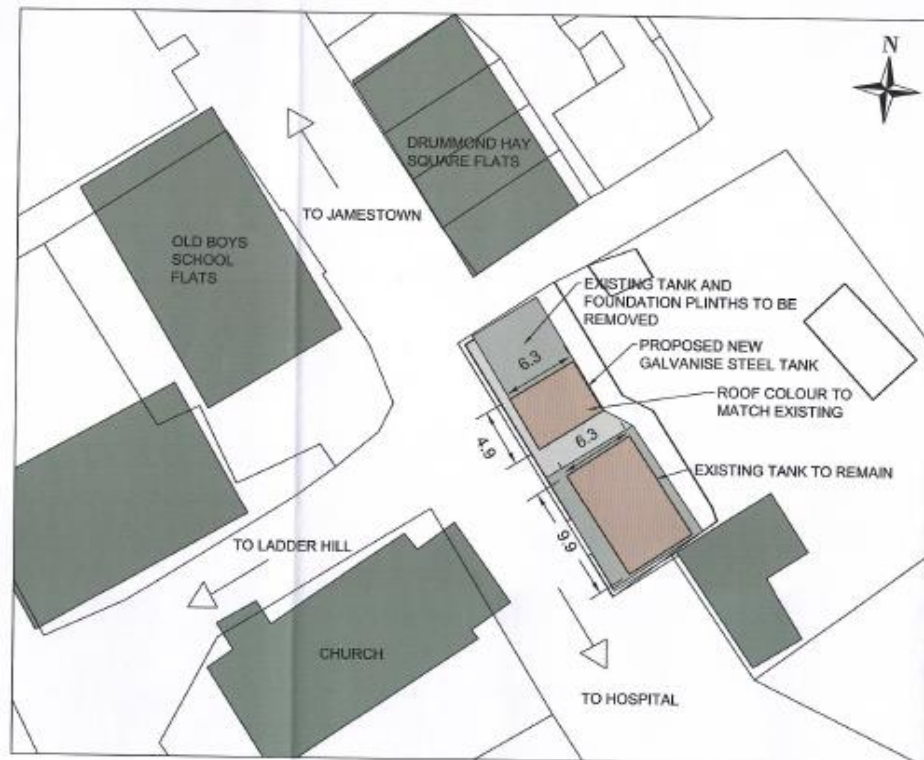 N
DRUMMOND HAY
SQUARE FLATS
TO JAMESTOWN
OLD BOYS
SCHOOL
FLATS
EXISTING TANK AND
FOUNDATION PLINTHS TO BE
REMOVED
6.3
PROPOSED NEW
GALVANISE STEEL TANK
ROOF COLOUR TO
MATCH EXISTING
4.9
6.3
EXISTING TANK TO REMAIN
9.9
TO LADDER HILL
CHURCH
TO HOSPITAL